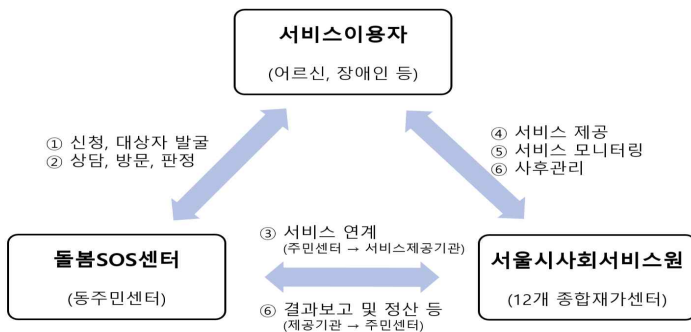 서비스이용자
(어르신, 장애인 등)
① 신청, 대상자 발굴
② 상담, 방문, 판정
④ 서비스 제공
⑤ 서비스 모니터링
⑥ 사후관리
③ 서비스 연계
(주민센터 → 서비스제공기관)
돌봄SOS센터
(동주민센터)
서울시사회서비스원
(12개 종합재가센터)
⑥ 결과보고 및 정산 등
(제공기관 → 주민센터)